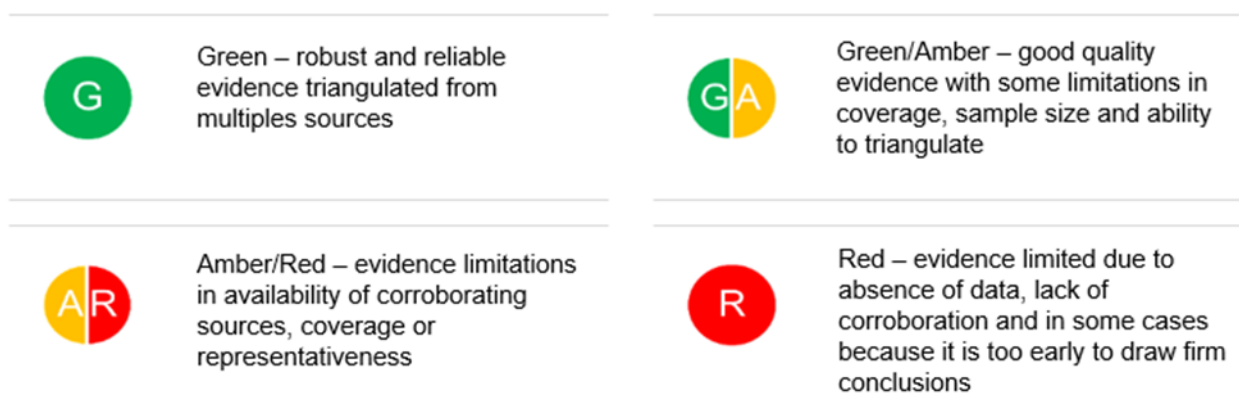 G
Green – robust and reliable
evidence triangulated from
multiples sources
G A
Green/Amber – good quality
evidence with some limitations in
coverage, sample size and ability
to triangulate
A R
Amber/Red – evidence limitations
in availability of corroborating
sources, coverage or
representativeness
R
Red – evidence limited due to
absence of data, lack of
corroboration and in some cases
because it is too early to draw firm
conclusions